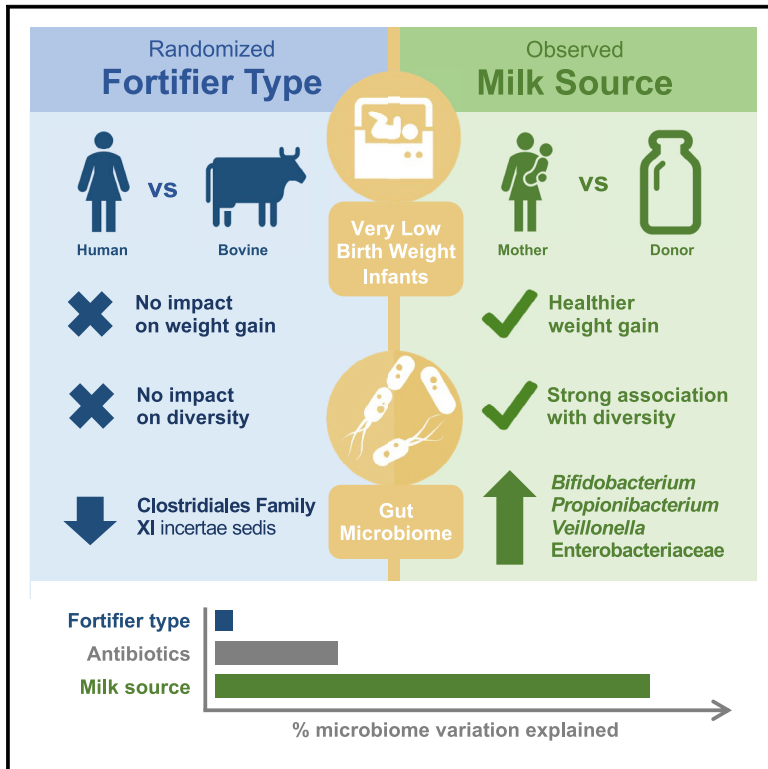 Randomized
Fortifier Type
Observed
Milk Source
vs
Human
Bovine
vs
Mother
Donor
Very Low
Birth Weight
Infants
No impact
on weight gain
Healthier
weight gain
No impact
on diversity
Strong association
with diversity
Clostridiales Family
XI incertae sedis
Gut
Microbiome
Bifidobacterium
Propionibacterium
Veillonella
Enterobacteriaceae
Fortifier type
Antibiotics
Milk source
% microbiome variation explained